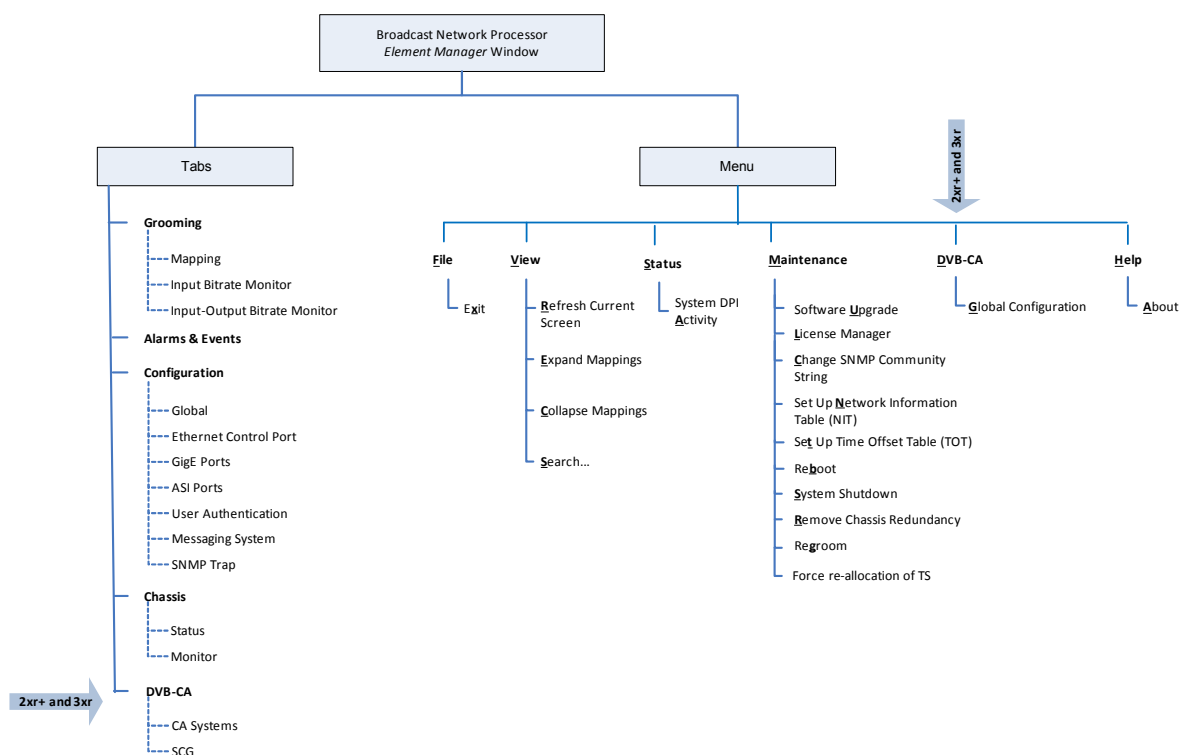 Broadcast Network Processor
Element Manager Window
Tabs
Menu
2xr+ and 3xr
Grooming
Mapping
Input Bitrate Monitor
Input-Output Bitrate Monitor
Alarms & Events
Configuration
Global
Ethernet Control Port
GigE Ports
ASI Ports
User Authentication
Messaging System
SNMP Trap
Chassis
Status
Monitor
2xr+ and 3xr
DVB-CA
CA Systems
SCG
File
Exit
View
Refresh Current
Screen
Expand Mappings
Collapse Mappings
Search...
Status
System DPI
Activity
Maintenance
Software Upgrade
License Manager
Change SNMP Community
String
Set Up Network Information
Table (NIT)
Set Up Time Offset Table (TOT)
Reboot
System Shutdown
Remove Chassis Redundancy
Regroom
Force re-allocation of TS
DVB-CA
Global Configuration
Help
About